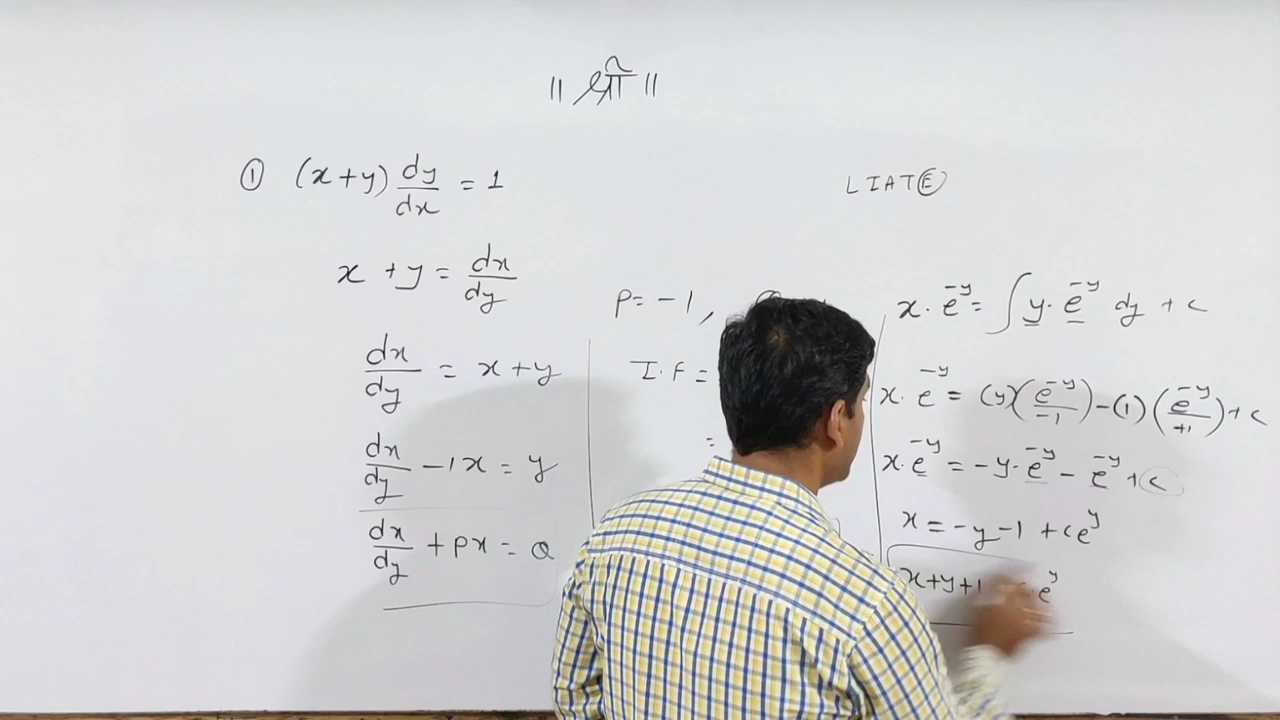 ॥ श्री ॥
① (x+y) dy/dx = 1
x + y = dx/dy
dx/dy = x+y
dx/dy - 1x = y
dx/dy + px = Q
P = -1,
I.F =
=
LIATE
x. e^-y = ∫ y. e^-y dy + c
x. e^-y = (y)(e^-y/-1) - (1)(e^-y/+1) + c
x. e^-y = -y. e^-y - e^-y + c
x = -y - 1 + ce^y
x+y+1 e^y